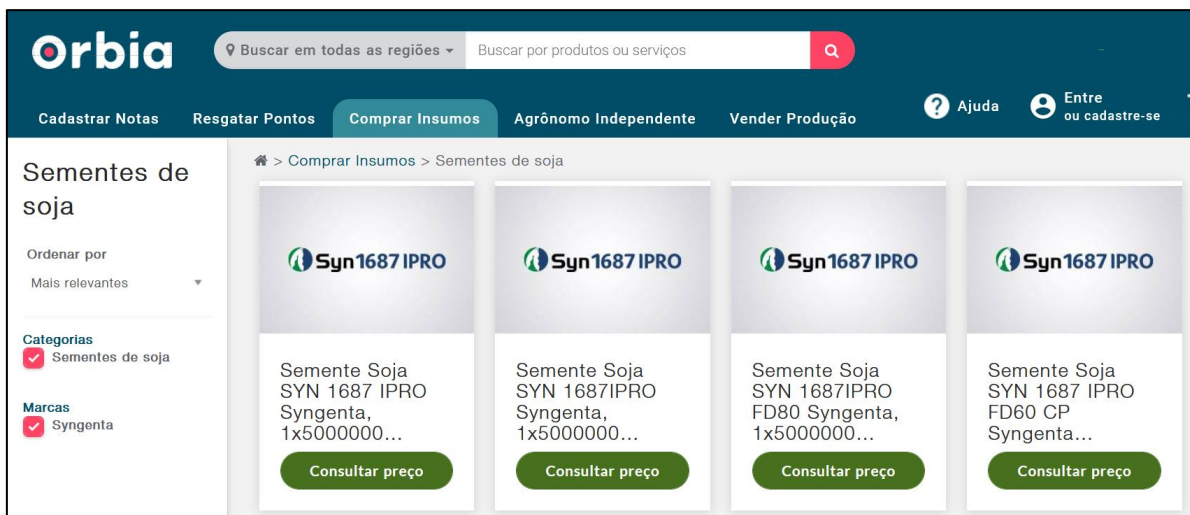 Orbia
Buscar em todas as regiões
Buscar por produtos ou serviços
Cadastrar Notas
Resgatar Pontos
Comprar Insumos
Agrônomo Independente
Vender Produção
? Ajuda
Entre
ou cadastre-se
Sementes de
soja
Ordenar por
Mais relevantes
Categorias
Sementes de soja
Marcas
Syngenta
> Comprar Insumos > Sementes de soja
Syn1687 IPRO
Semente Soja
SYN 1687 IPRO
Syngenta,
1x5000000...
Consultar preço
Syn1687 IPRO
Semente Soja
SYN 1687IPRO
Syngenta,
1x5000000...
Consultar preço
Syn1687 IPRO
Semente Soja
SYN 1687IPRO
FD80 Syngenta,
1x5000000...
Consultar preço
Syn1687 IPRO
Semente Soja
SYN 1687 IPRO
FD60 CP
Syngenta...
Consultar preço